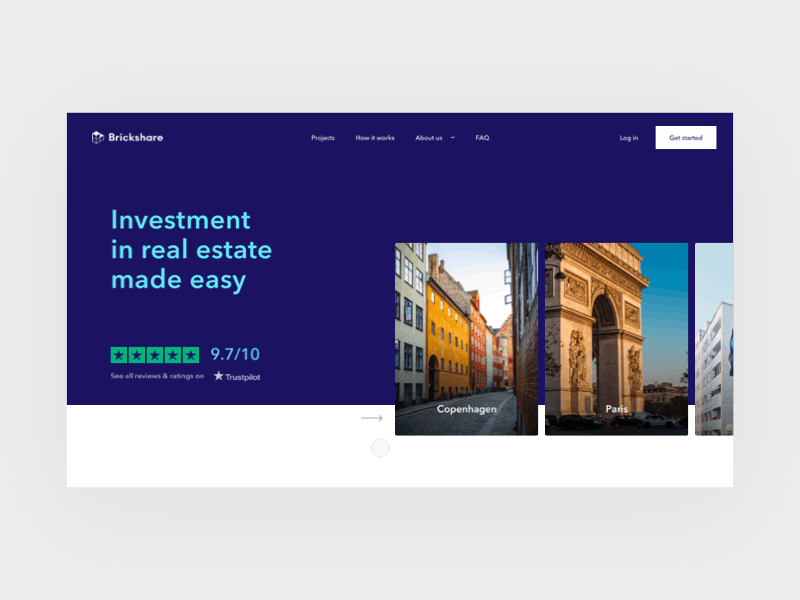 Brickshare
Projects
How it works
About us
FAQ
Log in
Get started
Investment
in real estate
made easy
9.7/10
See all reviews & ratings on
Trustpilot
Copenhagen
Paris